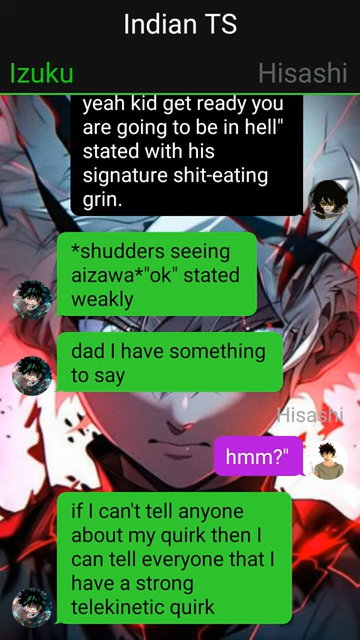 Indian TS
Izuku
Hisashi
yeah kid get ready you
are going to be in hell"
stated with his
signature shit-eating
grin.
*shudders seeing
aizawa*"ok" stated
weakly
dad I have something
to say
Hisashi
hmm?"
if I can't tell anyone
about my quirk then I
can tell everyone that I
have a strong
telekinetic quirk